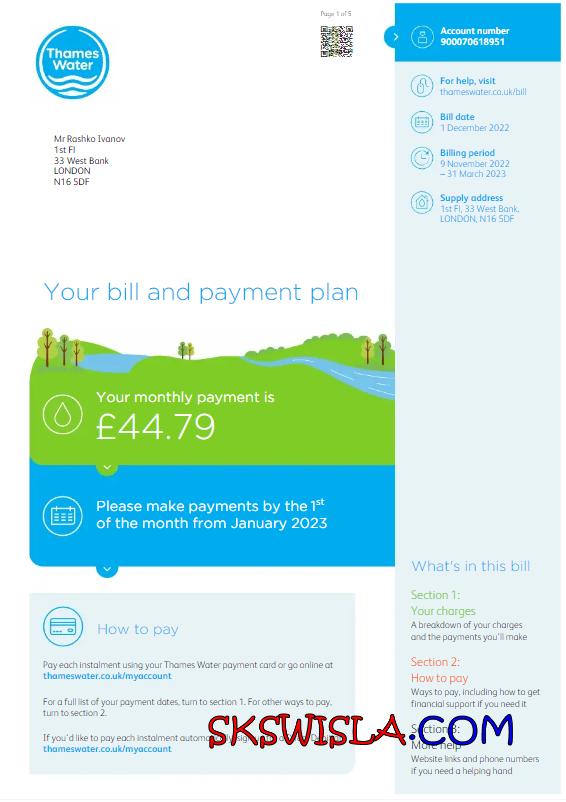 Page 1 of 5
Thames
Water
Account number
900070618951
For help, visit
thameswater.co.uk/bill
Bill date
1 December 2022
Billing period
9 November 2022
– 31 March 2023
Supply address
1st Fl, 33 West Bank,
LONDON, N16 5DF
Mr Rashko Ivanov
1st Fl
33 West Bank
LONDON
N16 5DF
Your bill and payment plan
Your monthly payment is
£44.79
Please make payments by the 1st
of the month from January 2023
How to pay
Pay each instalment using your Thames Water payment card or go online at
thameswater.co.uk/myaccount
For a full list of your payment dates, turn to section 1. For other ways to pay,
turn to section 2.
If you'd like to pay each instalment
thameswater.co.uk/myaccount
What's in this bill
Section 1:
Your charges
A breakdown of your charges
and the payments you'll make
Section 2:
How to pay
Ways to pay, including how to get
financial support if you need it
Section 3:
More help
Website links and phone numbers
if you need a helping hand
SKSWISLA.COM